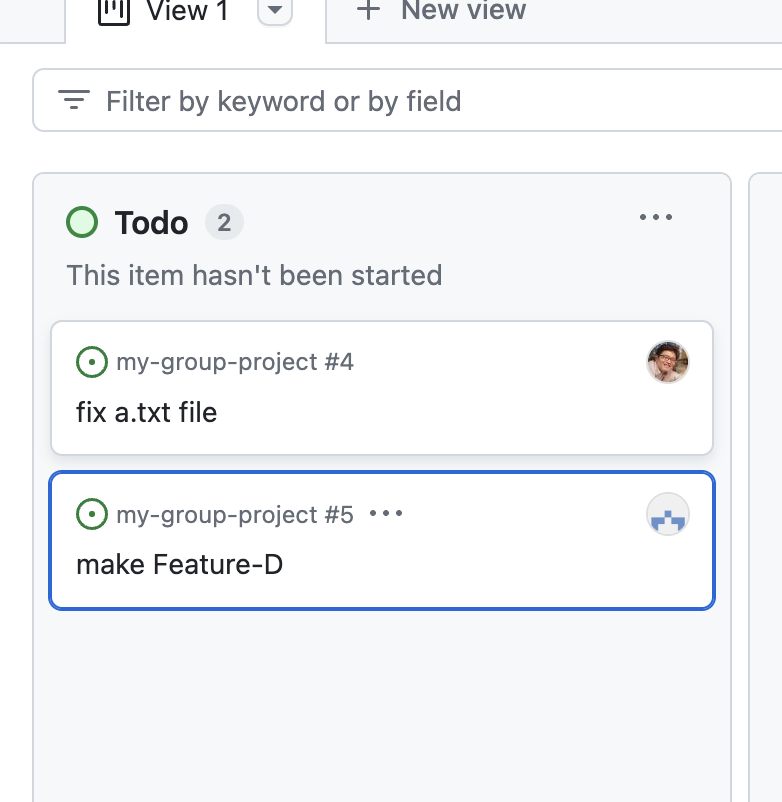 View 1
New view
Filter by keyword or by field
Todo 2
This item hasn't been started
my-group-project #4
fix a.txt file
my-group-project #5
make Feature-D